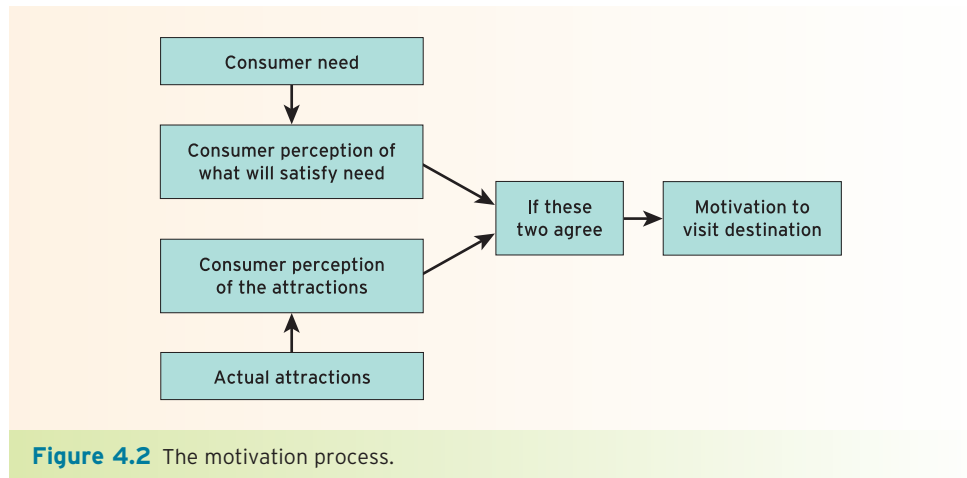 Consumer need
Consumer perception of
what will satisfy need
If these
two agree
Motivation to
visit destination
Consumer perception
of the attractions
Actual attractions
Figure 4.2 The motivation process.